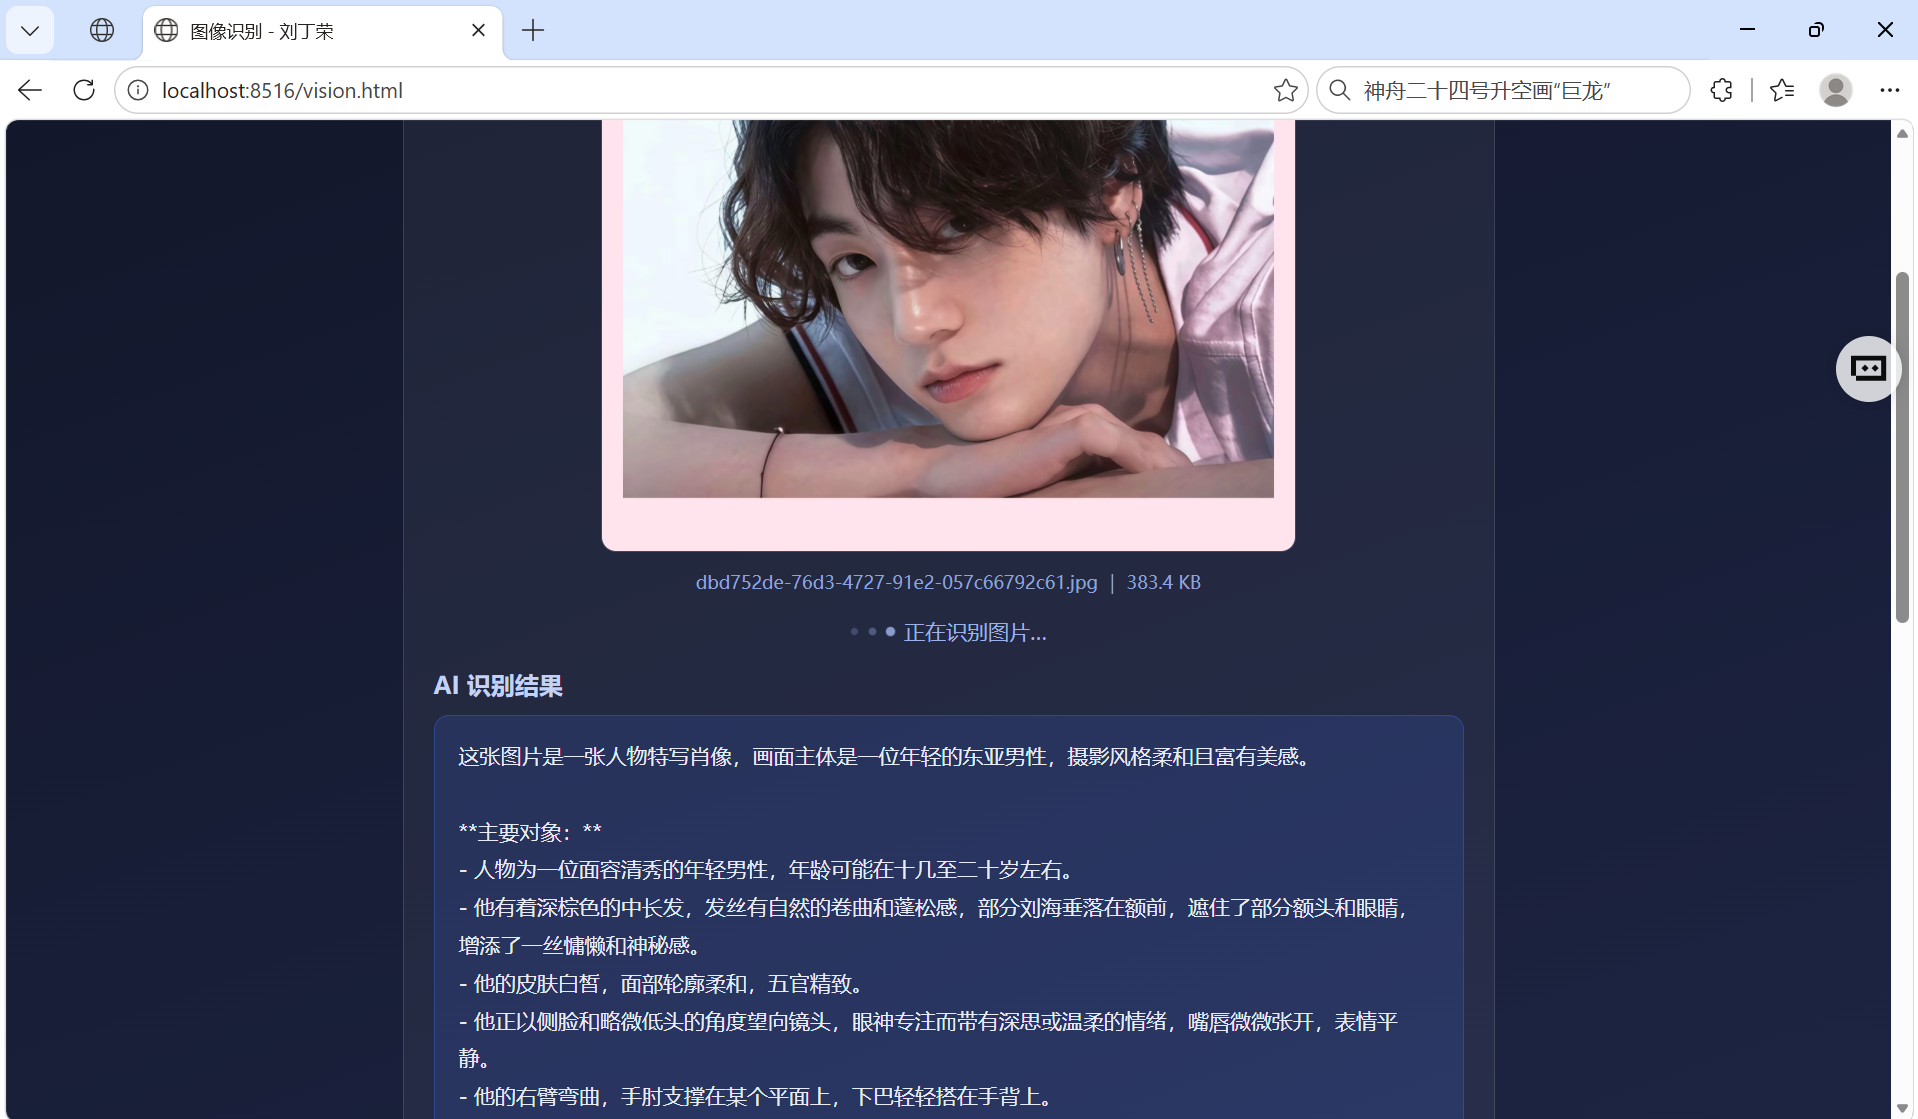 图像识别 - 刘丁荣
localhost:8516/vision.html
神舟二十四号升空画“巨龙”
dbd752de-76d3-4727-91e2-057c66792c61.jpg | 383.4 KB
正在识别图片...
AI 识别结果
这张图片是一张人物特写肖像，画面主体是一位年轻的东亚男性，摄影风格柔和且富有美感。
**主要对象：**
- 人物为一位面容清秀的年轻男性，年龄可能在十几至二十岁左右。
- 他有着深棕色的中长发，发丝有自然的卷曲和蓬松感，部分刘海垂落在额前，遮住了部分额头和眼睛，
增添了一丝慵懒和神秘感。
- 他的皮肤白皙，面部轮廓柔和，五官精致。
- 他正以侧脸和略微低头的角度望向镜头，眼神专注而带有深思或温柔的情绪，嘴唇微微张开，表情平
静。
- 他的右臂弯曲，手肘支撑在某个平面上，下巴轻轻搭在手背上。